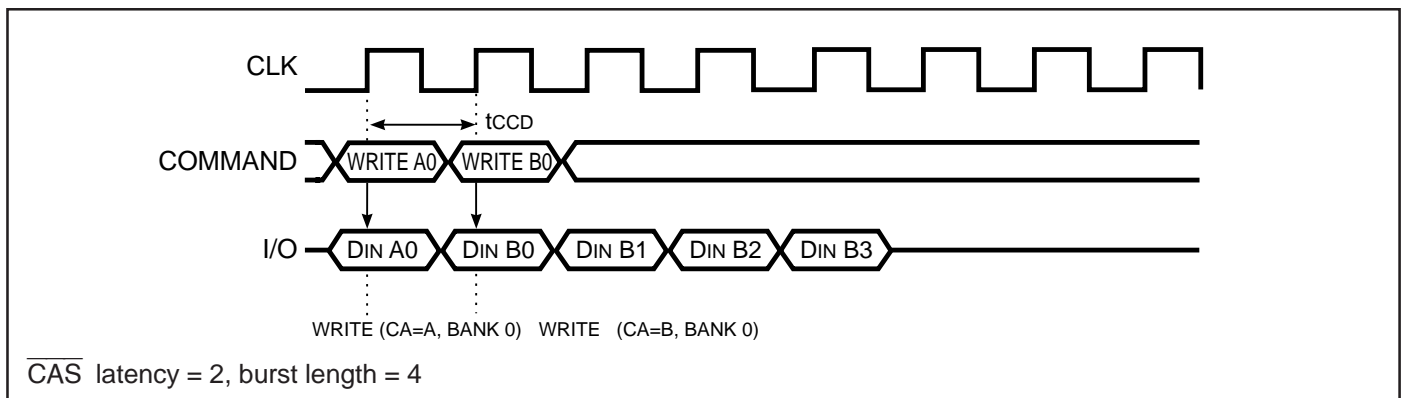 CLK
tCCD
COMMAND WRITE A0 WRITE B0
I/O DIN A0 DIN B0 DIN B1 DIN B2 DIN B3
WRITE (CA=A, BANK 0) WRITE (CA=B, BANK 0)
CAS latency = 2, burst length = 4